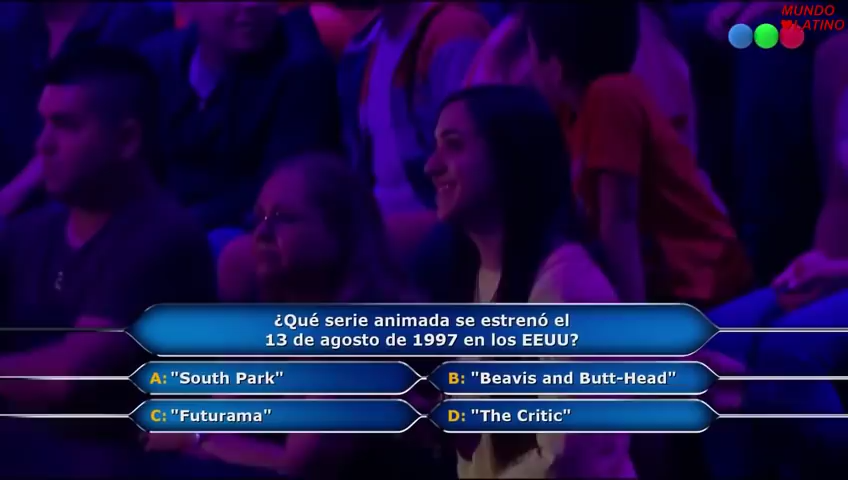 MUNDO
LATINO
¿Qué serie animada se estrenó el
13 de agosto de 1997 en los EEUU?
A: "South Park"
B: "Beavis and Butt-Head"
C: "Futurama"
D: "The Critic"